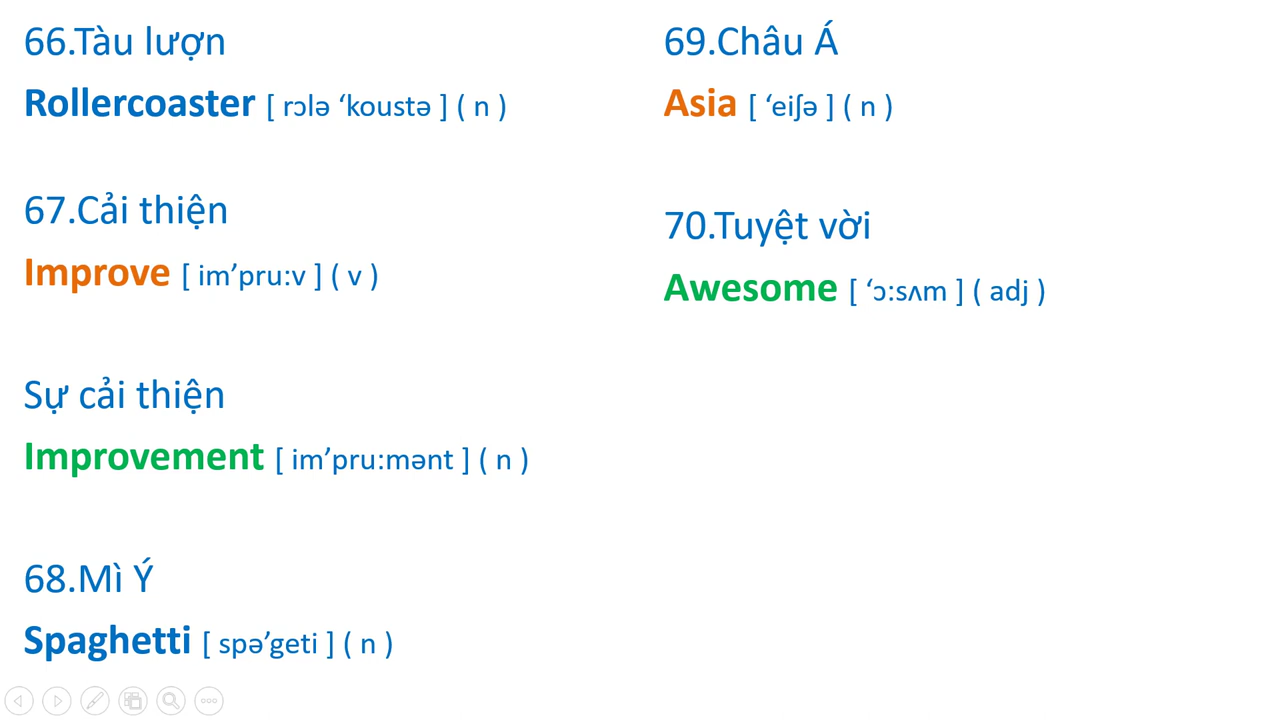 66.Tàu lượn
Rollercoaster [ rɔlə ‘koustə ] ( n )
67.Cải thiện
Improve [ im’pru:v ] ( v )
Sự cải thiện
Improvement [ im’pru:mənt ] ( n )
68.Mì Ý
Spaghetti [ spə’geti ] ( n )
69.Châu Á
Asia [ ‘eiʃə ] ( n )
70.Tuyệt vời
Awesome [ ‘ɔ:sʌm ] ( adj )